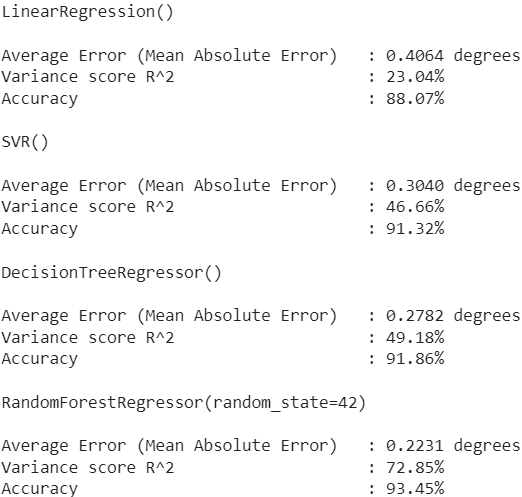 LinearRegression()
Average Error (Mean Absolute Error) : 0.4064 degrees
Variance score R^2 : 23.04%
Accuracy : 88.07%
SVR()
Average Error (Mean Absolute Error) : 0.3040 degrees
Variance score R^2 : 46.66%
Accuracy : 91.32%
DecisionTreeRegressor()
Average Error (Mean Absolute Error) : 0.2782 degrees
Variance score R^2 : 49.18%
Accuracy : 91.86%
RandomForestRegressor(random_state=42)
Average Error (Mean Absolute Error) : 0.2231 degrees
Variance score R^2 : 72.85%
Accuracy : 93.45%